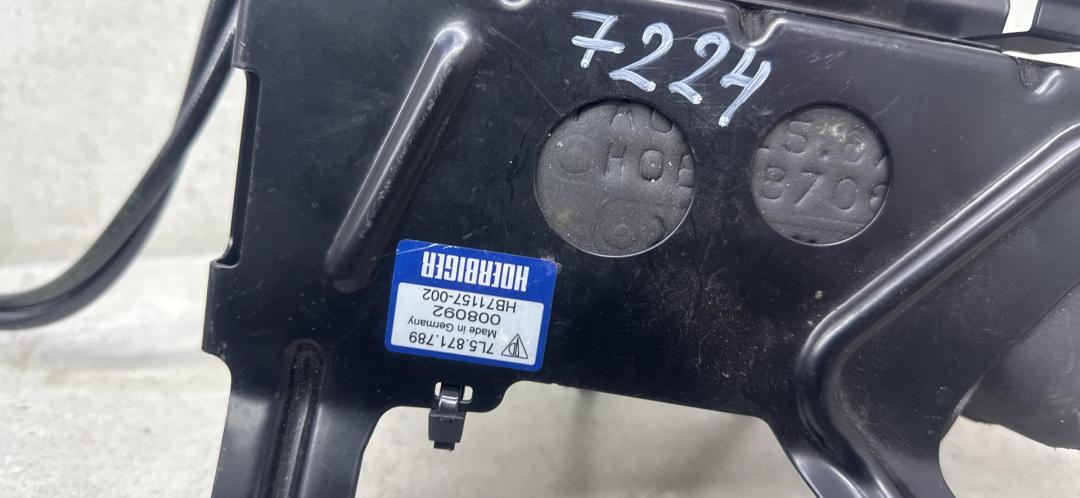 7224
HOERBIGER
HB71157-002
008092
Made in Germany
7L5.871.789